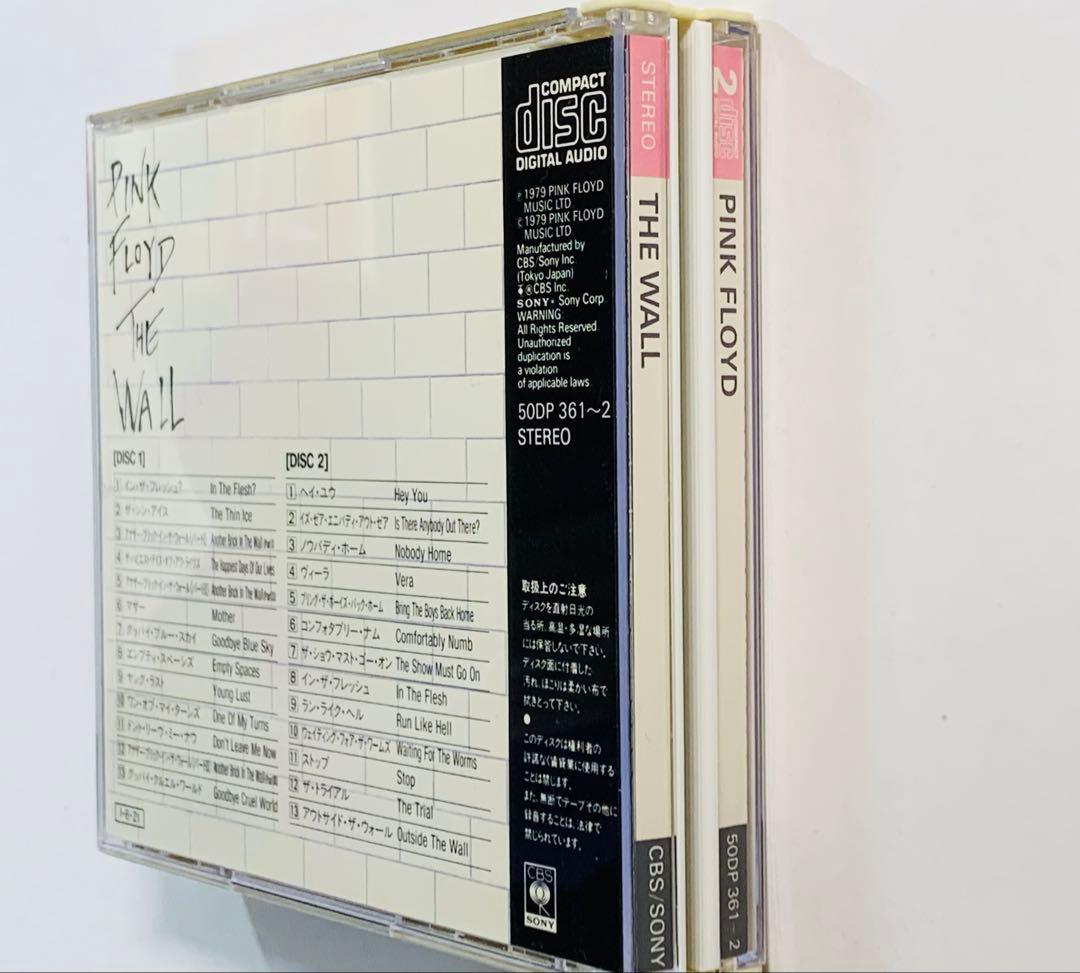 PINK
FLOYD
THE
WALL
[DISC 1]
1 イン・ザ・フレッシュ? In The Flesh?
2 ザ・シン・アイス The Thin Ice
3 Another Brick In The Wall
4 The Happiest Days Of Our Lives
5 Another Brick In The Wall
6 マザー Mother
7 グッバイ・ブルー・スカイ Goodbye Blue Sky
8 エンプティ・スペーシズ Empty Spaces
9 ヤング・ラスト Young Lust
10 ワン・オブ・マイ・ターンズ One Of My Turns
11 ドント・リーヴ・ミー・ナウ Don't Leave Me Now
12 Another Brick In The Wall
13 グッバイ・クルエル・ワールド Goodbye Cruel World
1-6-21
[DISC 2]
1 ヘイ・ユウ Hey You
2 イズ・ゼア・エニバディ・アウト・ゼア Is There Anybody Out There?
3 ノウバディ・ホーム Nobody Home
4 ヴィーラ Vera
5 ブリング・ザ・ボーイズ・バック・ホーム Bring The Boys Back Home
6 コンフォタブリー・ナム Comfortably Numb
7 ザ・ショウ・マスト・ゴー・オン The Show Must Go On
8 イン・ザ・フレッシュ In The Flesh
9 ラン・ライク・ヘル Run Like Hell
10 ウェイティング・フォア・ザ・ワームズ Waiting For The Worms
11 ストップ Stop
12 ザ・トライアル The Trial
13 アウトサイド・ザ・ウォール Outside The Wall
COMPACT
disc
DIGITAL AUDIO
℗ 1979 PINK FLOYD
MUSIC LTD
© 1979 PINK FLOYD
MUSIC LTD
Manufactured by
CBS/Sony Inc.
(Tokyo Japan)
® CBS Inc.
SONY® Sony Corp.
WARNING:
All Rights Reserved.
Unauthorized
duplication is
a violation
of applicable laws.
50DP 361~2
STEREO
取扱上のご注意
ディスクを直射日光の
当る所、高温・多湿な場所
には保管しないで下さい。
ディスク面に付着した
汚れ、ほこりは柔かい布で
拭きとって下さい。
このディスクは権利者の
許諾なく賃貸業に使用する
ことは禁じます。
また、無断でテープその他に
録音することは、法律で
禁じられています。
CBS
SONY
STEREO
THE WALL
CBS/SONY
2 disc
PINK FLOYD
50DP 361-2